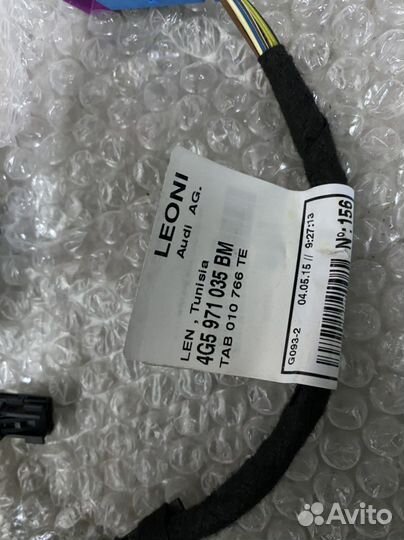 LEONI
Audi AG.
LEN , Tunisia
4G5 971 035 BM
TAB 010 766 TE
G093-2 04.05.15 // 9:27:13
Nº: 156
Avito